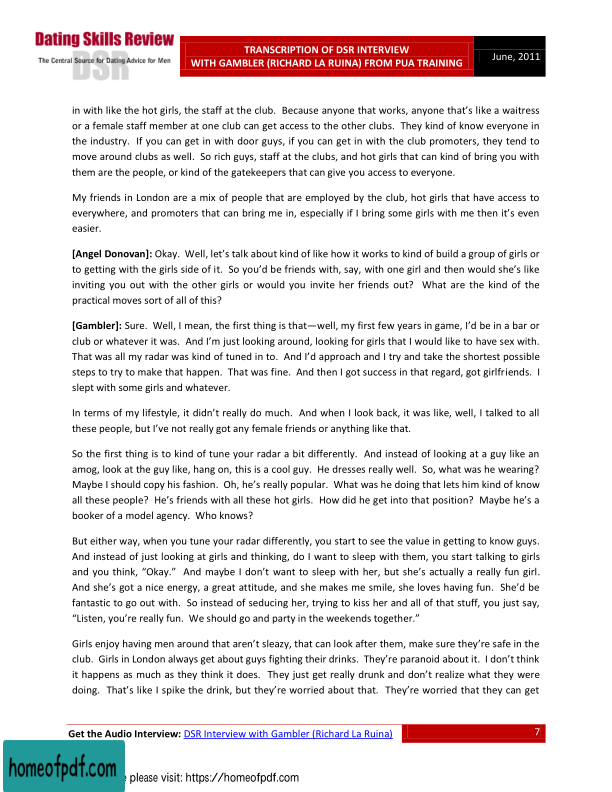 Dating Skills Review
The Central Source for Dating Advice for Men
DSR
TRANSCRIPTION OF DSR INTERVIEW
WITH GAMBLER (RICHARD LA RUINA) FROM PUA TRAINING
June, 2011
in with like the hot girls, the staff at the club. Because anyone that works, anyone that's like a waitress
or a female staff member at one club can get access to the other clubs. They kind of know everyone in
the industry. If you can get in with door guys, if you can get in with the club promoters, they tend to
move around clubs as well. So rich guys, staff at the clubs, and hot girls that can kind of bring you with
them are the people, or kind of the gatekeepers that can give you access to everyone.
My friends in London are a mix of people that are employed by the club, hot girls that have access to
everywhere, and promoters that can bring me in, especially if I bring some girls with me then it's even
easier.
[Angel Donovan]: Okay. Well, let's talk about kind of like how it works to kind of build a group of girls or
to getting with the girls side of it. So you'd be friends with, say, with one girl and then would she's like
inviting you out with the other girls or would you invite her friends out? What are the kind of the
practical moves sort of all of this?
[Gambler]: Sure. Well, I mean, the first thing is that—well, my first few years in game, I'd be in a bar or
club or whatever it was. And I'm just looking around, looking for girls that I would like to have sex with.
That was all my radar was kind of tuned in to. And I'd approach and I try and take the shortest possible
steps to try to make that happen. That was fine. And then I got success in that regard, got girlfriends. I
slept with some girls and whatever.
In terms of my lifestyle, it didn't really do much. And when I look back, it was like, well, I talked to all
these people, but I've not really got any female friends or anything like that.
So the first thing is to kind of tune your radar a bit differently. And instead of looking at a guy like an
amog, look at the guy like, hang on, this is a cool guy. He dresses really well. So, what was he wearing?
Maybe I should copy his fashion. Oh, he's really popular. What was he doing that lets him kind of know
all these people? He's friends with all these hot girls. How did he get into that position? Maybe he's a
booker of a model agency. Who knows?
But either way, when you tune your radar differently, you start to see the value in getting to know guys.
And instead of just looking at girls and thinking, do I want to sleep with them, you start talking to girls
and you think, "Okay." And maybe I don't want to sleep with her, but she's actually a really fun girl.
And she's got a nice energy, a great attitude, and she makes me smile, she loves having fun. She'd be
fantastic to go out with. So instead of seducing her, trying to kiss her and all of that stuff, you just say,
"Listen, you're really fun. We should go and party in the weekends together."
Girls enjoy having men around that aren't sleazy, that can look after them, make sure they're safe in the
club. Girls in London always get about guys fighting their drinks. They're paranoid about it. I don't think
it happens as much as they think it does. They just get really drunk and don't realize what they were
doing. That's like I spike the drink, but they're worried about that. They're worried that they can get
Get the Audio Interview: DSR Interview with Gambler (Richard La Ruina)
7
homeofpdf.com
please visit: https://homeofpdf.com